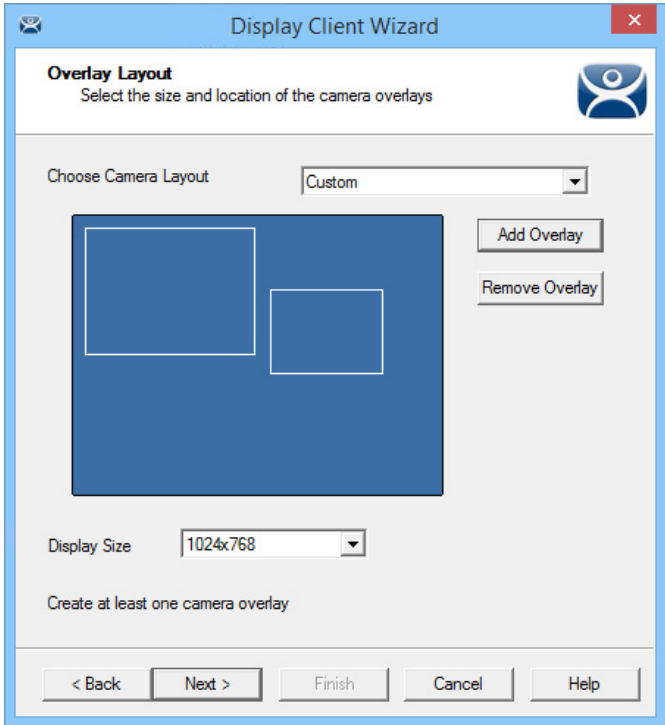 Display Client Wizard
Overlay Layout
Select the size and location of the camera overlays
Choose Camera Layout
Custom
Add Overlay
Remove Overlay
Display Size
1024x768
Create at least one camera overlay
< Back
Next >
Finish
Cancel
Help